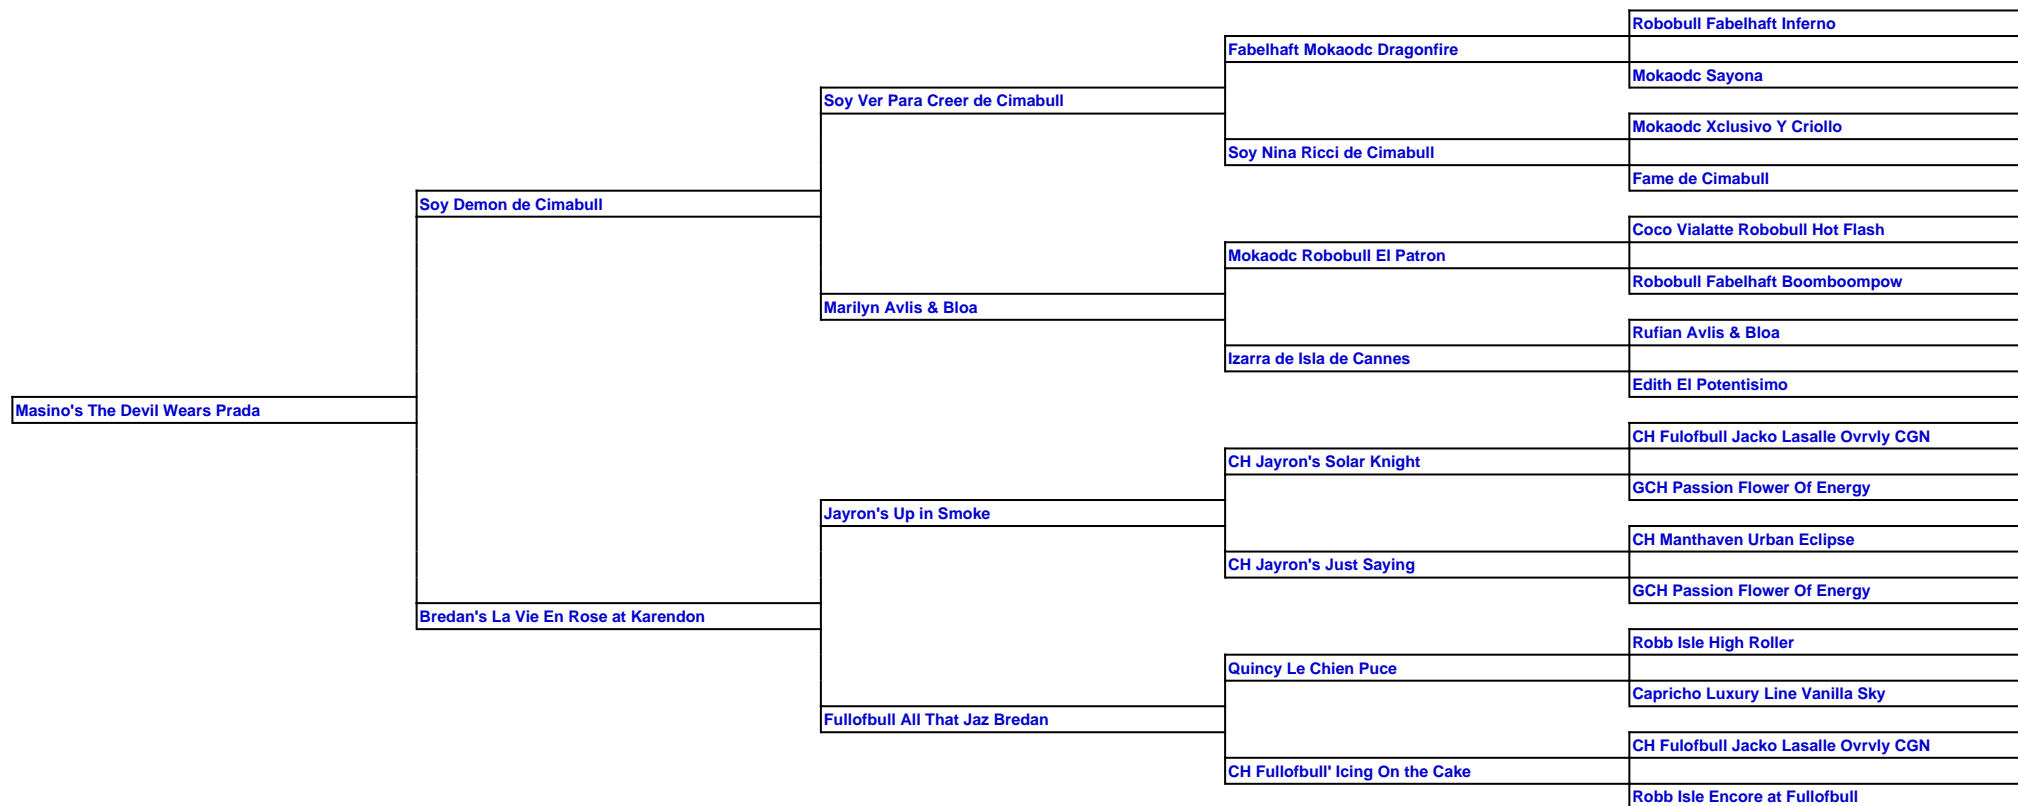 Robobull Fabelhaft Inferno
Fabelhaft Mokaodc Dragonfire
Mokaodc Sayona
Soy Ver Para Creer de Cimabull
Mokaodc Xclusivo Y Criollo
Soy Nina Ricci de Cimabull
Fame de Cimabull
Soy Demon de Cimabull
Coco Vialatte Robobull Hot Flash
Mokaodc Robobull El Patron
Robobull Fabelhaft Boomboompow
Marilyn Avlis & Bloa
Rufian Avlis & Bloa
Izarra de Isla de Cannes
Edith El Potentisimo
Masino's The Devil Wears Prada
CH Fulofbull Jacko Lasalle Ovrvly CGN
CH Jayron's Solar Knight
GCH Passion Flower Of Energy
Jayron's Up in Smoke
CH Manthaven Urban Eclipse
CH Jayron's Just Saying
GCH Passion Flower Of Energy
Bredan's La Vie En Rose at Karendon
Robb Isle High Roller
Quincy Le Chien Puce
Capricho Luxury Line Vanilla Sky
Fullofbull All That Jaz Bredan
CH Fulofbull Jacko Lasalle Ovrvly CGN
CH Fullofbull' Icing On the Cake
Robb Isle Encore at Fullofbull